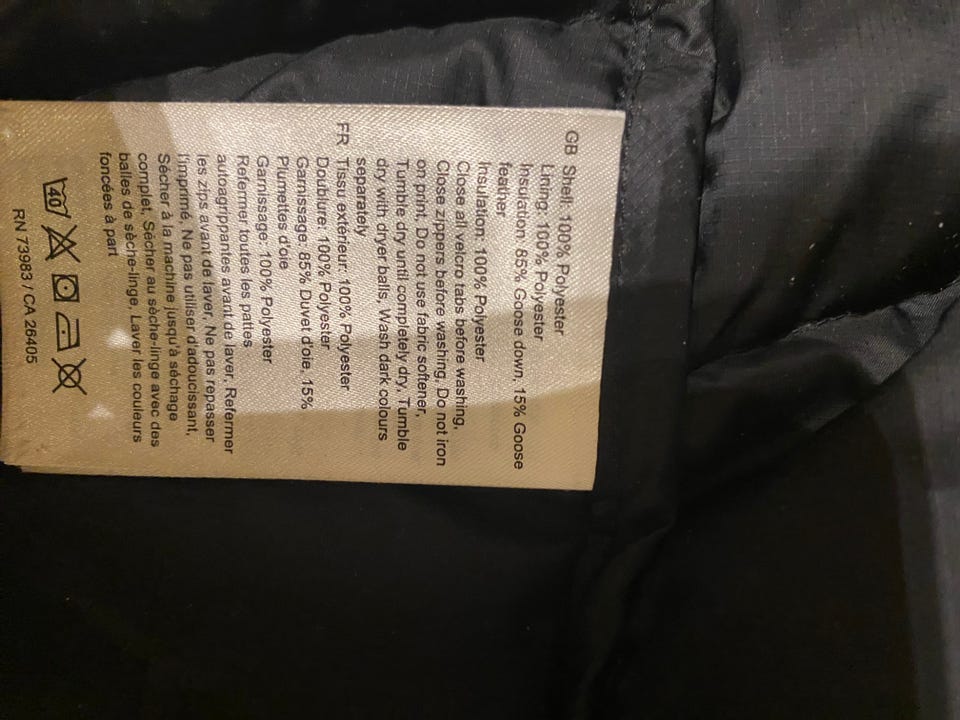 GB Shell: 100% Polyester
Lining: 100% Polyester
Insulation: 85% Goose down, 15% Goose
feather
Insulation: 100% Polyester
Close all velcro tabs before washing,
Close zippers before washing, Do not iron
on print, Do not use fabric softener,
Tumble dry until completely dry, Tumble
dry with dryer balls, Wash dark colours
separately
FR Tissu extérieur: 100% Polyester
Doublure: 100% Polyester
Garnissage: 85% Duvet d'oie, 15%
Plumettes d'oie
Garnissage: 100% Polyester
Refermer toutes les pattes
autoagrippantes avant de laver, Refermer
les zips avant de laver, Ne pas repasser
l'imprimé, Ne pas utiliser d'adoucissant,
Sécher à la machine jusqu'à séchage
complet, Sécher au sèche-linge avec des
balles de sèche-linge, Laver les couleurs
foncées à part
40
RN 73983 / CA 26405